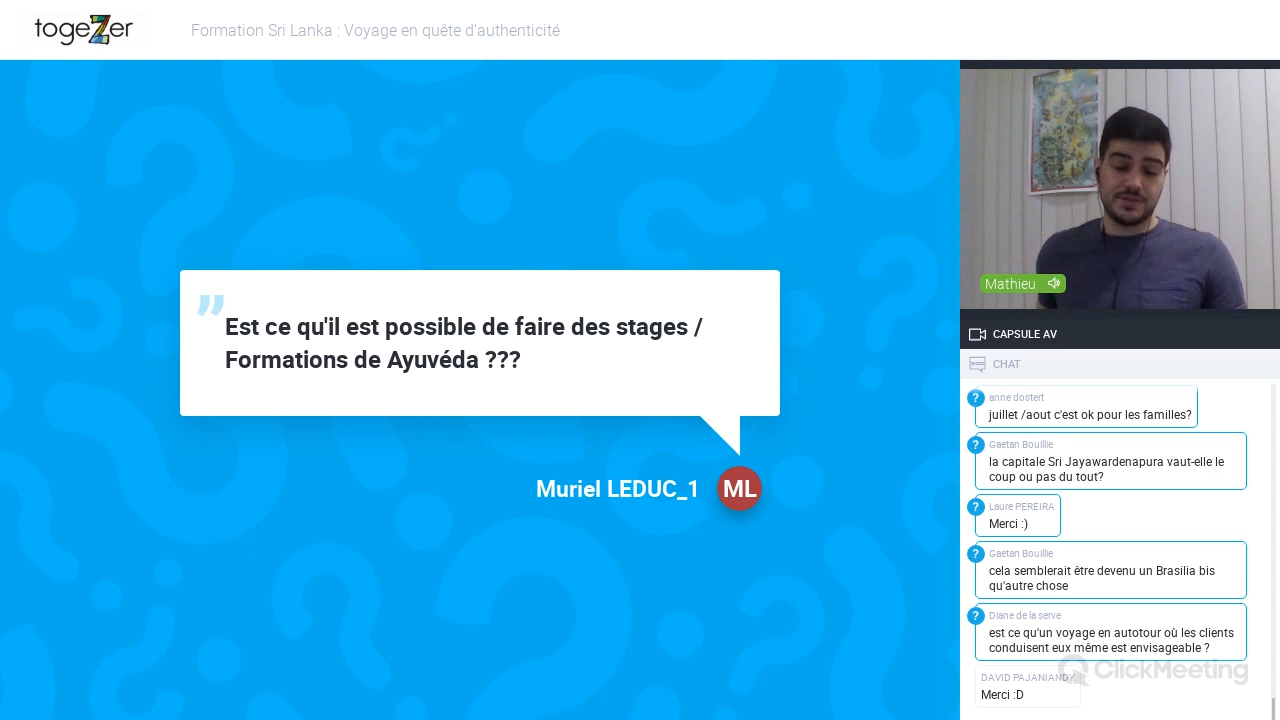 togeZer
Formation Sri Lanka : Voyage en quête d'authenticité
Est ce qu'il est possible de faire des stages /
Formations de Ayuvéda ???
Muriel LEDUC_1
ML
Mathieu
CAPSULE AV
CHAT
anne dostert
juillet /aout c'est ok pour les familles?
Gaetan Bouillie
la capitale Sri Jayawardenapura vaut-elle le
coup ou pas du tout?
Laure PEREIRA
Merci :)
Gaetan Bouillie
cela semblerait être devenu un Brasilia bis
qu'autre chose
Diane de la serve
est ce qu'un voyage en autotour où les clients
conduisent eux même est envisageable ?
ClickMeeting
DAVID PAJANIANDY
Merci :D